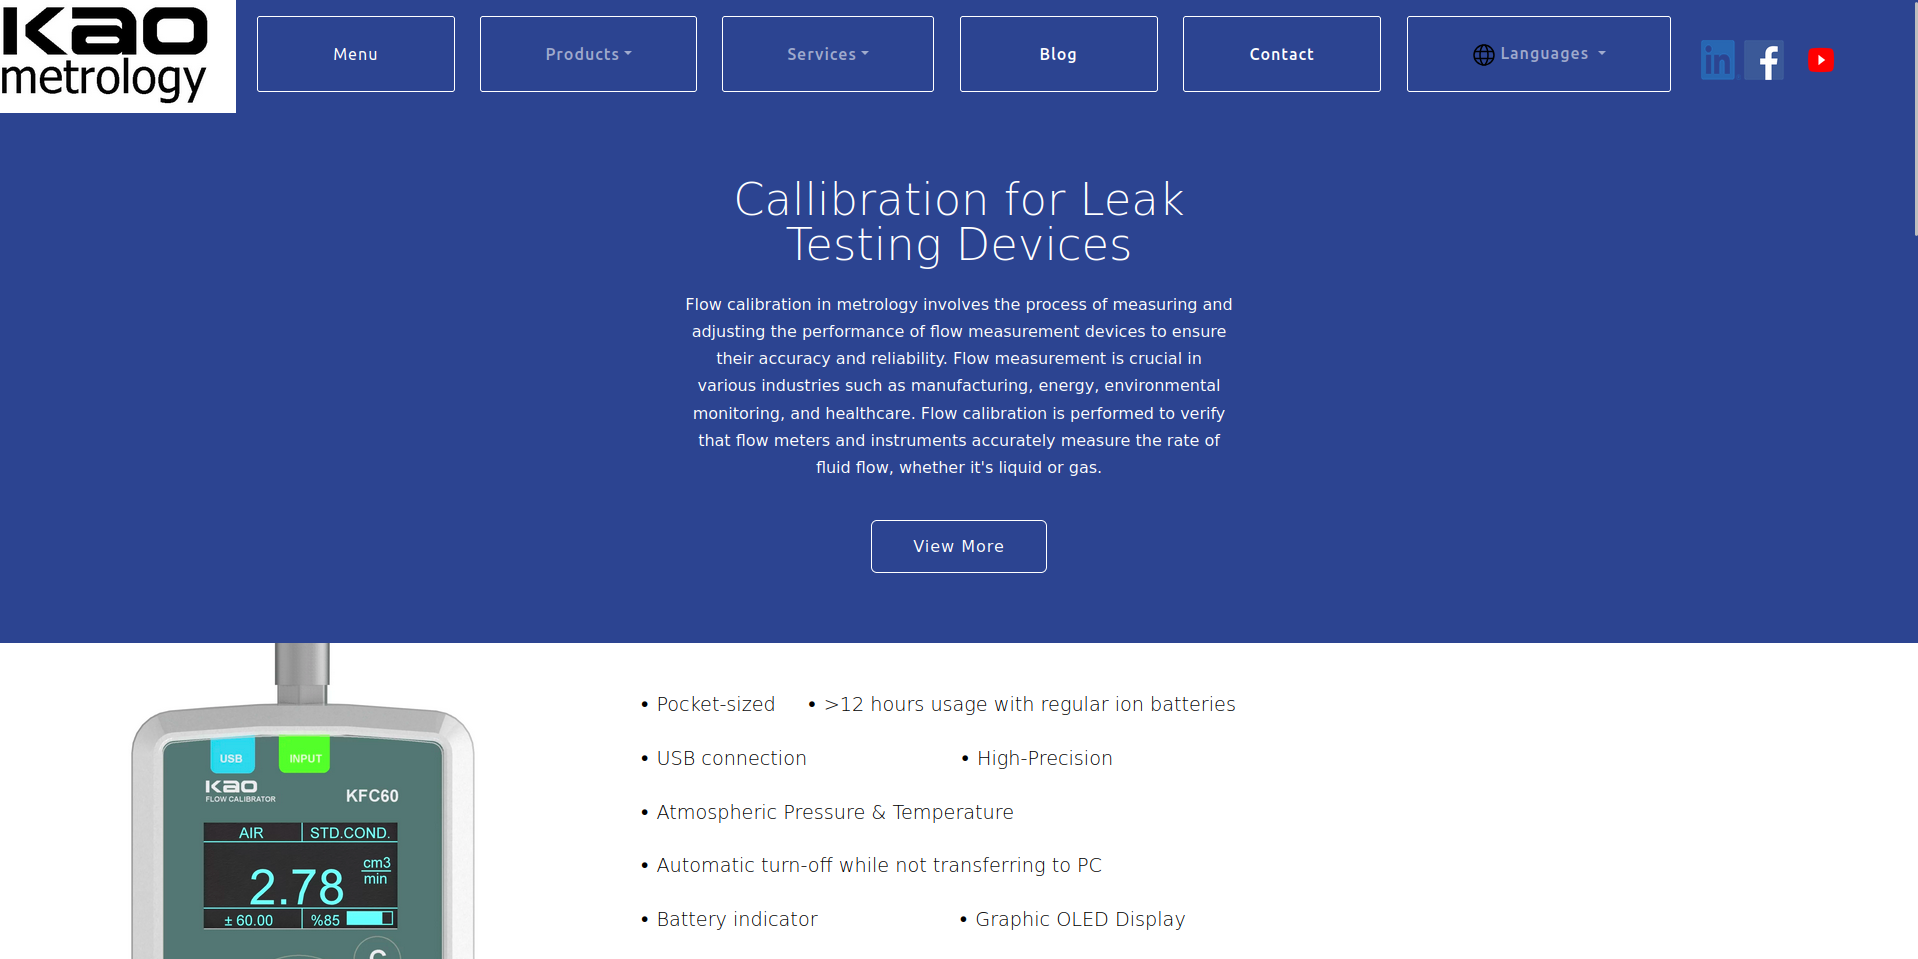 kao
metrology
Menu
Products
Services
Blog
Contact
Languages
in
f
Callibration for Leak
Testing Devices
Flow calibration in metrology involves the process of measuring and
adjusting the performance of flow measurement devices to ensure
their accuracy and reliability. Flow measurement is crucial in
various industries such as manufacturing, energy, environmental
monitoring, and healthcare. Flow calibration is performed to verify
that flow meters and instruments accurately measure the rate of
fluid flow, whether it's liquid or gas.
View More
• Pocket-sized • >12 hours usage with regular ion batteries
• USB connection • High-Precision
• Atmospheric Pressure & Temperature
• Automatic turn-off while not transferring to PC
• Battery indicator • Graphic OLED Display
USB INPUT
kao
FLOW CALIBRATOR KFC60
AIR STD.COND.
2.78 cm3
min
± 60.00 %85
C